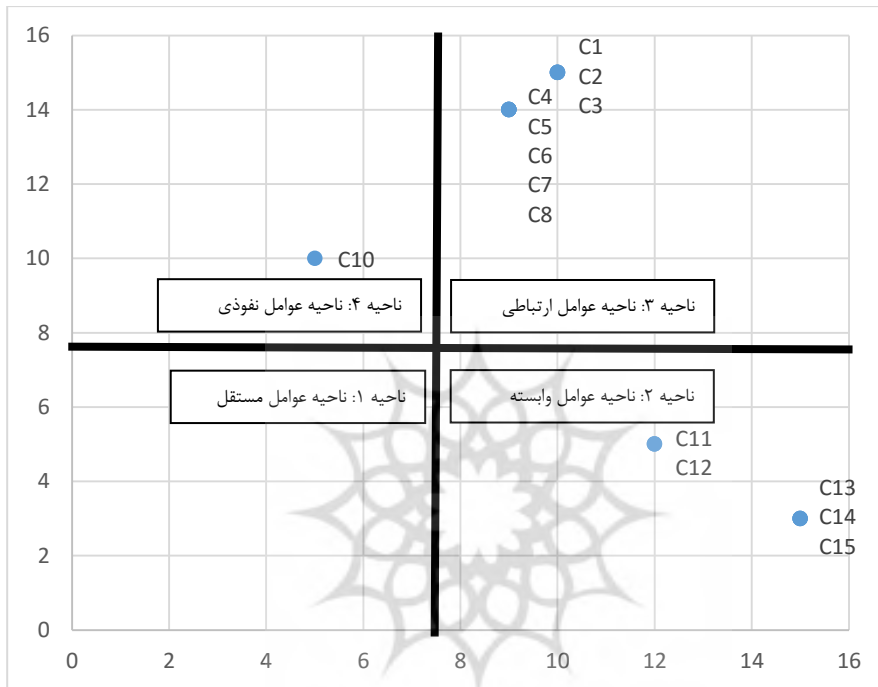 16
14
12
10
8
6
4
2
0
C1
C2
C3
C4
C5
C6
C7
C8
C10
ناحیه ۴: ناحیه عوامل نفوذی
ناحیه ۳: ناحیه عوامل ارتباطی
ناحیه ۱: ناحیه عوامل مستقل
ناحیه ۲: ناحیه عوامل وابسته
C11
C12
C13
C14
C15
0 2 4 6 8 10 12 14 16